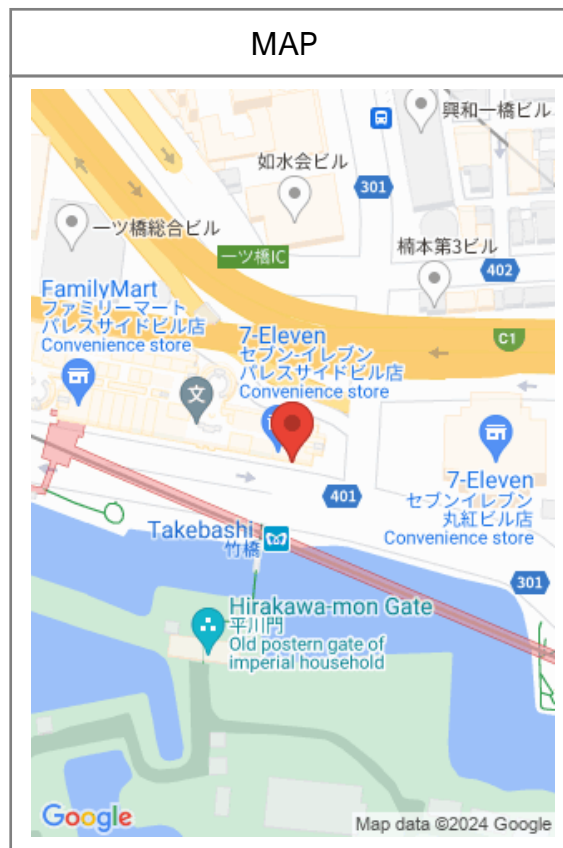 MAP
興和一橋ビル
如水会ビル
301
一ツ橋総合ビル
楠本第3ビル
一ツ橋IC
402
FamilyMart
ファミリーマート
パレスサイドビル店
Convenience store
7-Eleven
セブン-イレブン
パレスサイドビル店
Convenience store
C1
文
7-Eleven
セブンイレブン
丸紅ビル店
Convenience store
401
Takebashi
竹橋
301
Hirakawa-mon Gate
平川門
Old postern gate of
imperial household
Google
Map data ©2024 Google